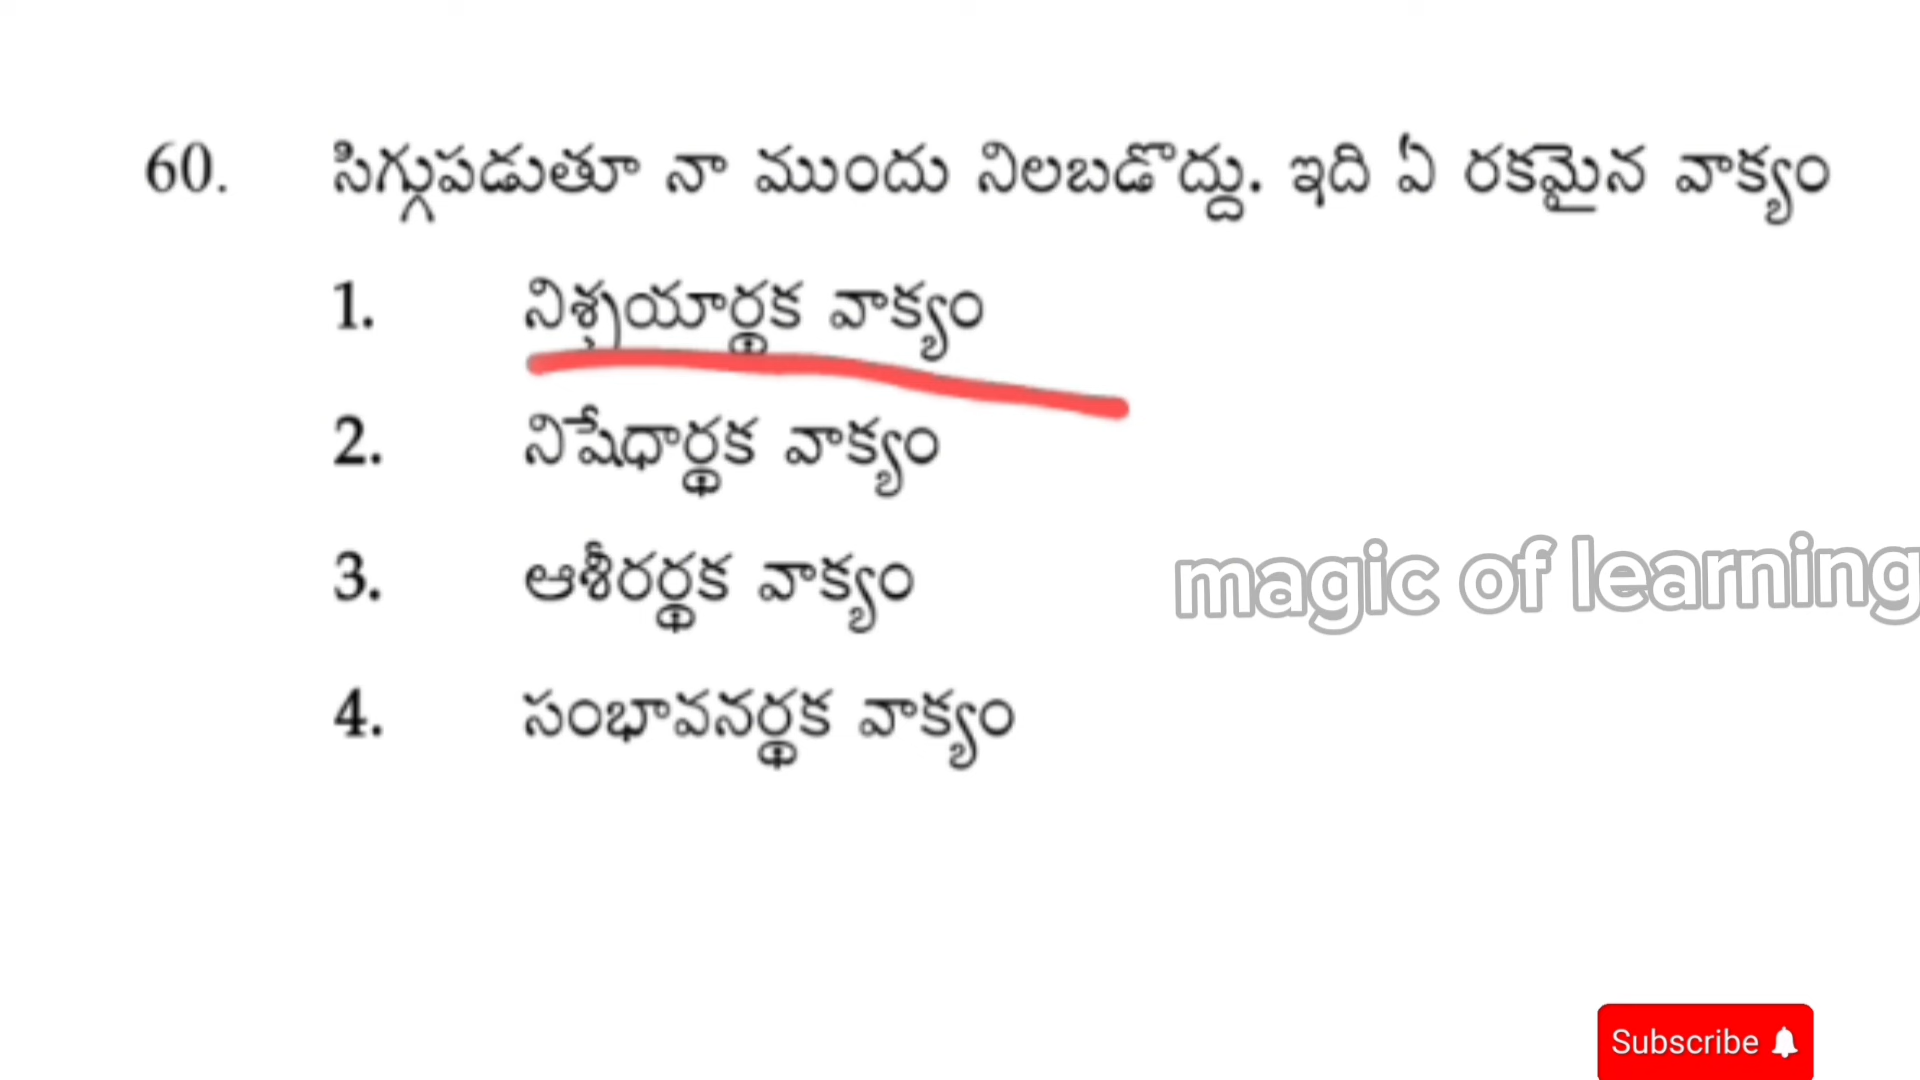 60. సిగ్గుపడుతూ నా ముందు నిలబడొద్దు. ఇది ఏ రకమైన వాక్యం
1. నిశ్చయార్థక వాక్యం
2. నిషేధార్థక వాక్యం
3. ఆశీరర్థక వాక్యం
magic of learning
4. సంభావనర్థక వాక్యం
Subscribe